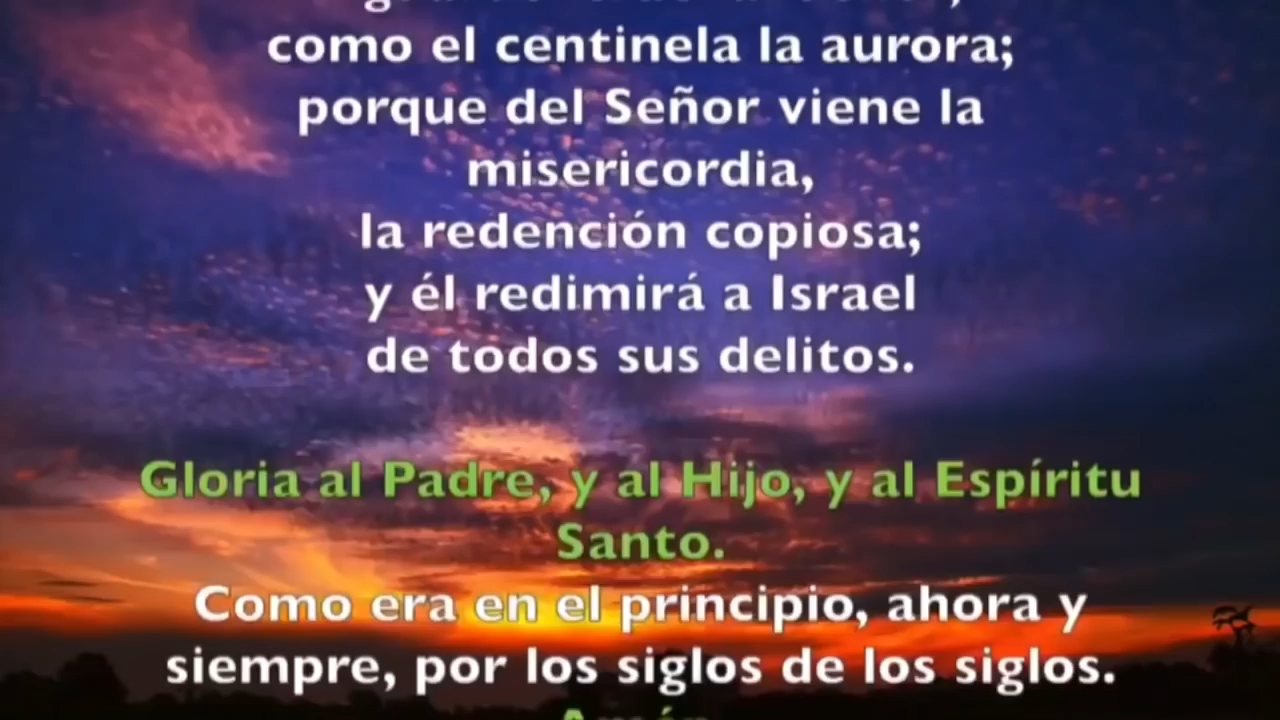 como el centinela la aurora;
porque del Señor viene la
misericordia,
la redención copiosa;
y él redimirá a Israel
de todos sus delitos.
Gloria al Padre, y al Hijo, y al Espíritu
Santo.
Como era en el principio, ahora y
siempre, por los siglos de los siglos.